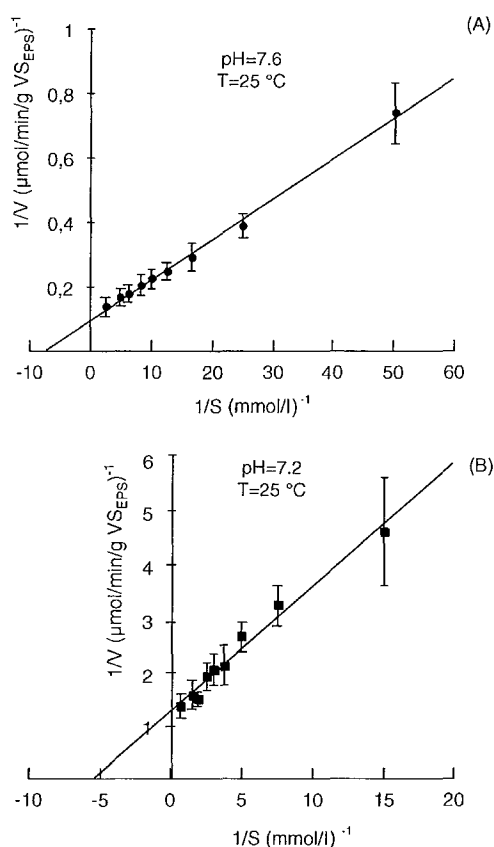 (A)
pH=7.6
T=25 °C
1/V (µmol/min/g VS_EPS)^-1
1
0,8
0,6
0,4
0,2
-10 0 10 20 30 40 50 60
1/S (mmol/l)^-1
(B)
pH=7.2
T=25 °C
1/V (µmol/min/g VS_EPS)^-1
6
5
4
3
2
1
-10 -5 0 5 10 15 20
1/S (mmol/l)^-1